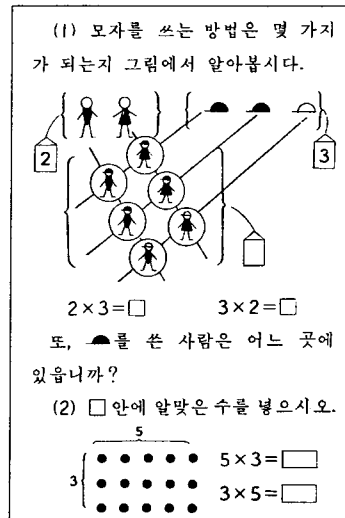 (1) 모자를 쓰는 방법은 몇 가지
가 되는지 그림에서 알아봅시다.
2
3
2×3=□ 3×2=□
또, 를 쓴 사람은 어느 곳에
있읍니까?
(2) □ 안에 알맞은 수를 넣으시오.
5
3
5×3=□
3×5=□